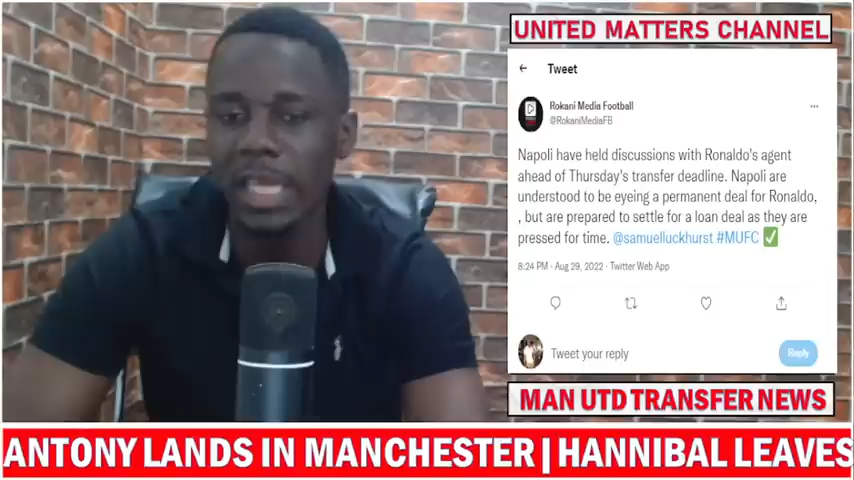 UNITED MATTERS CHANNEL
Tweet
Rokani Media Football
@RokaniMediaFB
Napoli have held discussions with Ronaldo's agent
ahead of Thursday's transfer deadline. Napoli are
understood to be eyeing a permanent deal for Ronaldo,
, but are prepared to settle for a loan deal as they are
pressed for time. @samuelluckhurst #MUFC ✅
8:24 PM · Aug 29, 2022 · Twitter Web App
Tweet your reply
Reply
MAN UTD TRANSFER NEWS
ANTONY LANDS IN MANCHESTER | HANNIBAL LEAVES